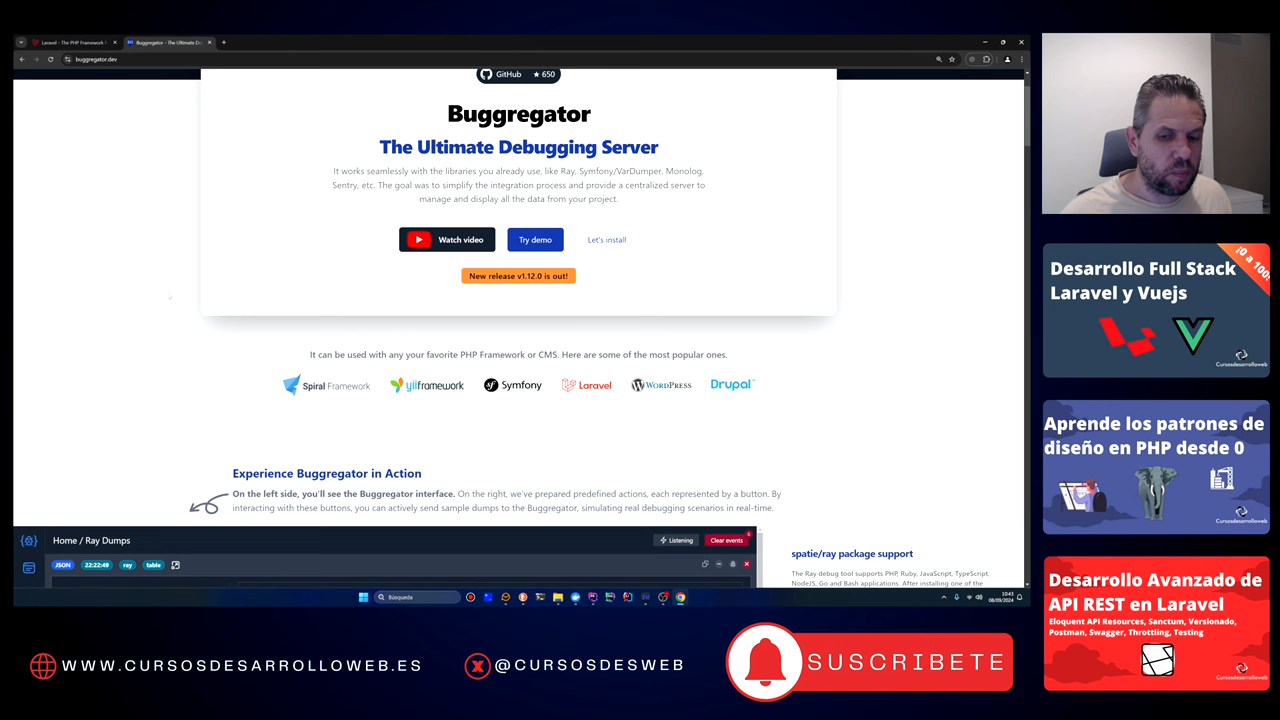 Laravel - The PHP Framework
Buggregator - The Ultimate De
buggregator.dev
GitHub ★ 650
Buggregator
The Ultimate Debugging Server
It works seamlessly with the libraries you already use, like Ray, Symfony/VarDumper, Monolog,
Sentry, etc. The goal was to simplify the integration process and provide a centralized server to
manage and display all the data from your project.
Watch video
Try demo
Let's install
New release v1.12.0 is out!
It can be used with any your favorite PHP Framework or CMS. Here are some of the most popular ones.
Spiral Framework
yiiframework
Symfony
Laravel
WORDPRESS
Drupal
Experience Buggregator in Action
On the left side, you'll see the Buggregator interface. On the right, we've prepared predefined actions, each represented by a button. By
interacting with these buttons, you can actively send sample dumps to the Buggregator, simulating real debugging scenarios in real-time.
Home / Ray Dumps
Listening
Clear events
JSON
22:22:49
ray
table
spatie/ray package support
The Ray debug tool supports PHP, Ruby, JavaScript, TypeScript,
NodeJS, Go and Bash applications. After installing one of the
Búsqueda
10:43
08/09/2024
¡0 a 100!
Desarrollo Full Stack
Laravel y Vuejs
Cursosdesarrolloweb
Aprende los patrones de
diseño en PHP desde 0
Cursosdesarrolloweb
Desarrollo Avanzado de
API REST en Laravel
Eloquent API Resources, Sanctum, Versionado,
Postman, Swagger, Throttling, Testing
Cursosdesarrolloweb
WWW.CURSOSDESARROLLOWEB.ES
@CURSOSDESWEB
SUSCRIBETE